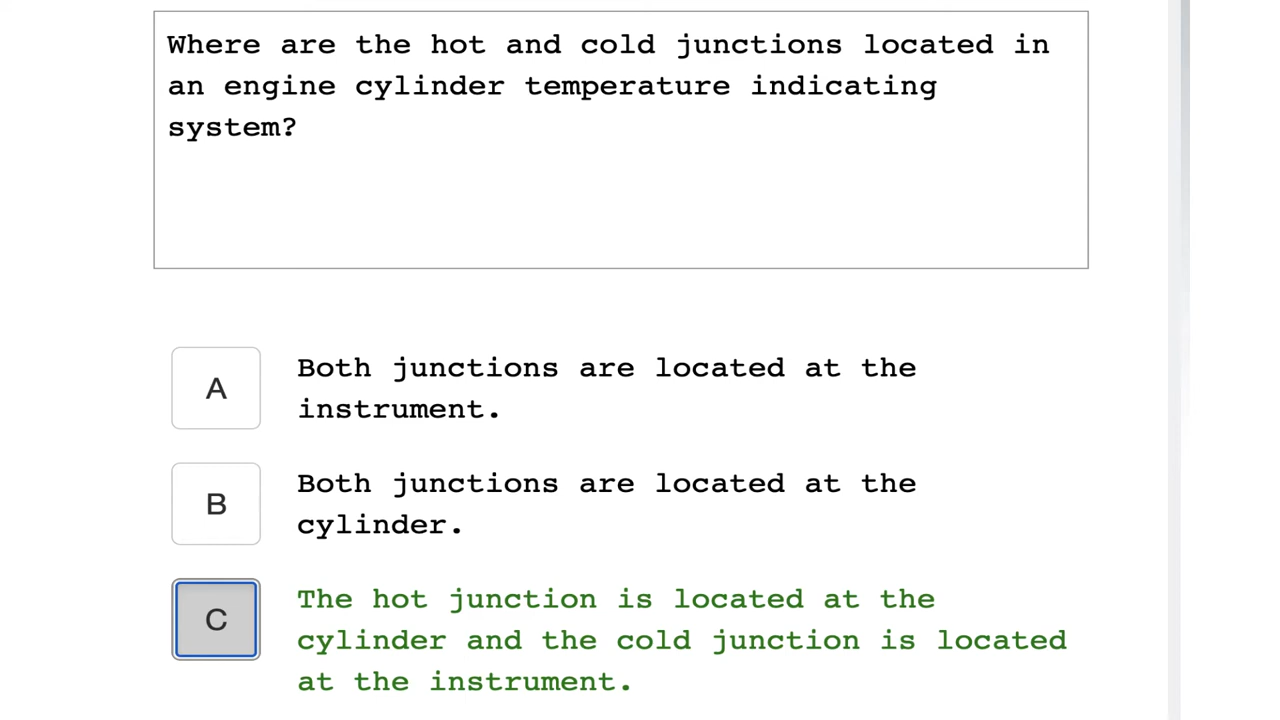 Where are the hot and cold junctions located in
an engine cylinder temperature indicating
system?
A
Both junctions are located at the
instrument.
B
Both junctions are located at the
cylinder.
C
The hot junction is located at the
cylinder and the cold junction is located
at the instrument.